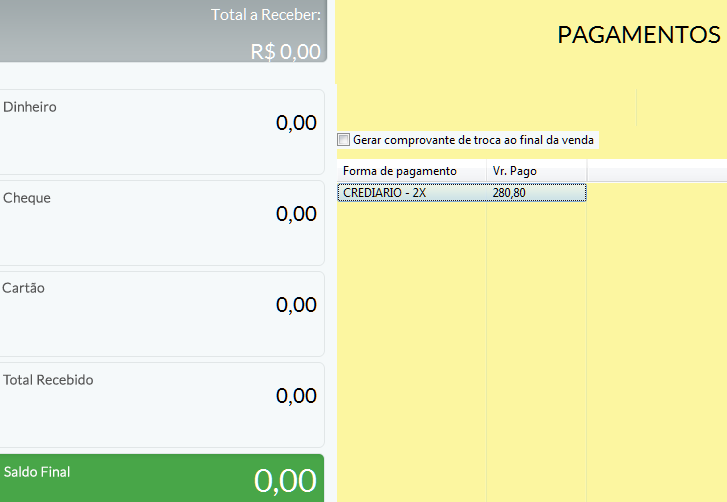 Total a Receber:
R$ 0,00
Dinheiro
0,00
Cheque
0,00
Cartão
0,00
Total Recebido
0,00
Saldo Final
0,00
PAGAMENTOS
Gerar comprovante de troca ao final da venda
Forma de pagamento Vr. Pago
CREDIARIO - 2X 280,80